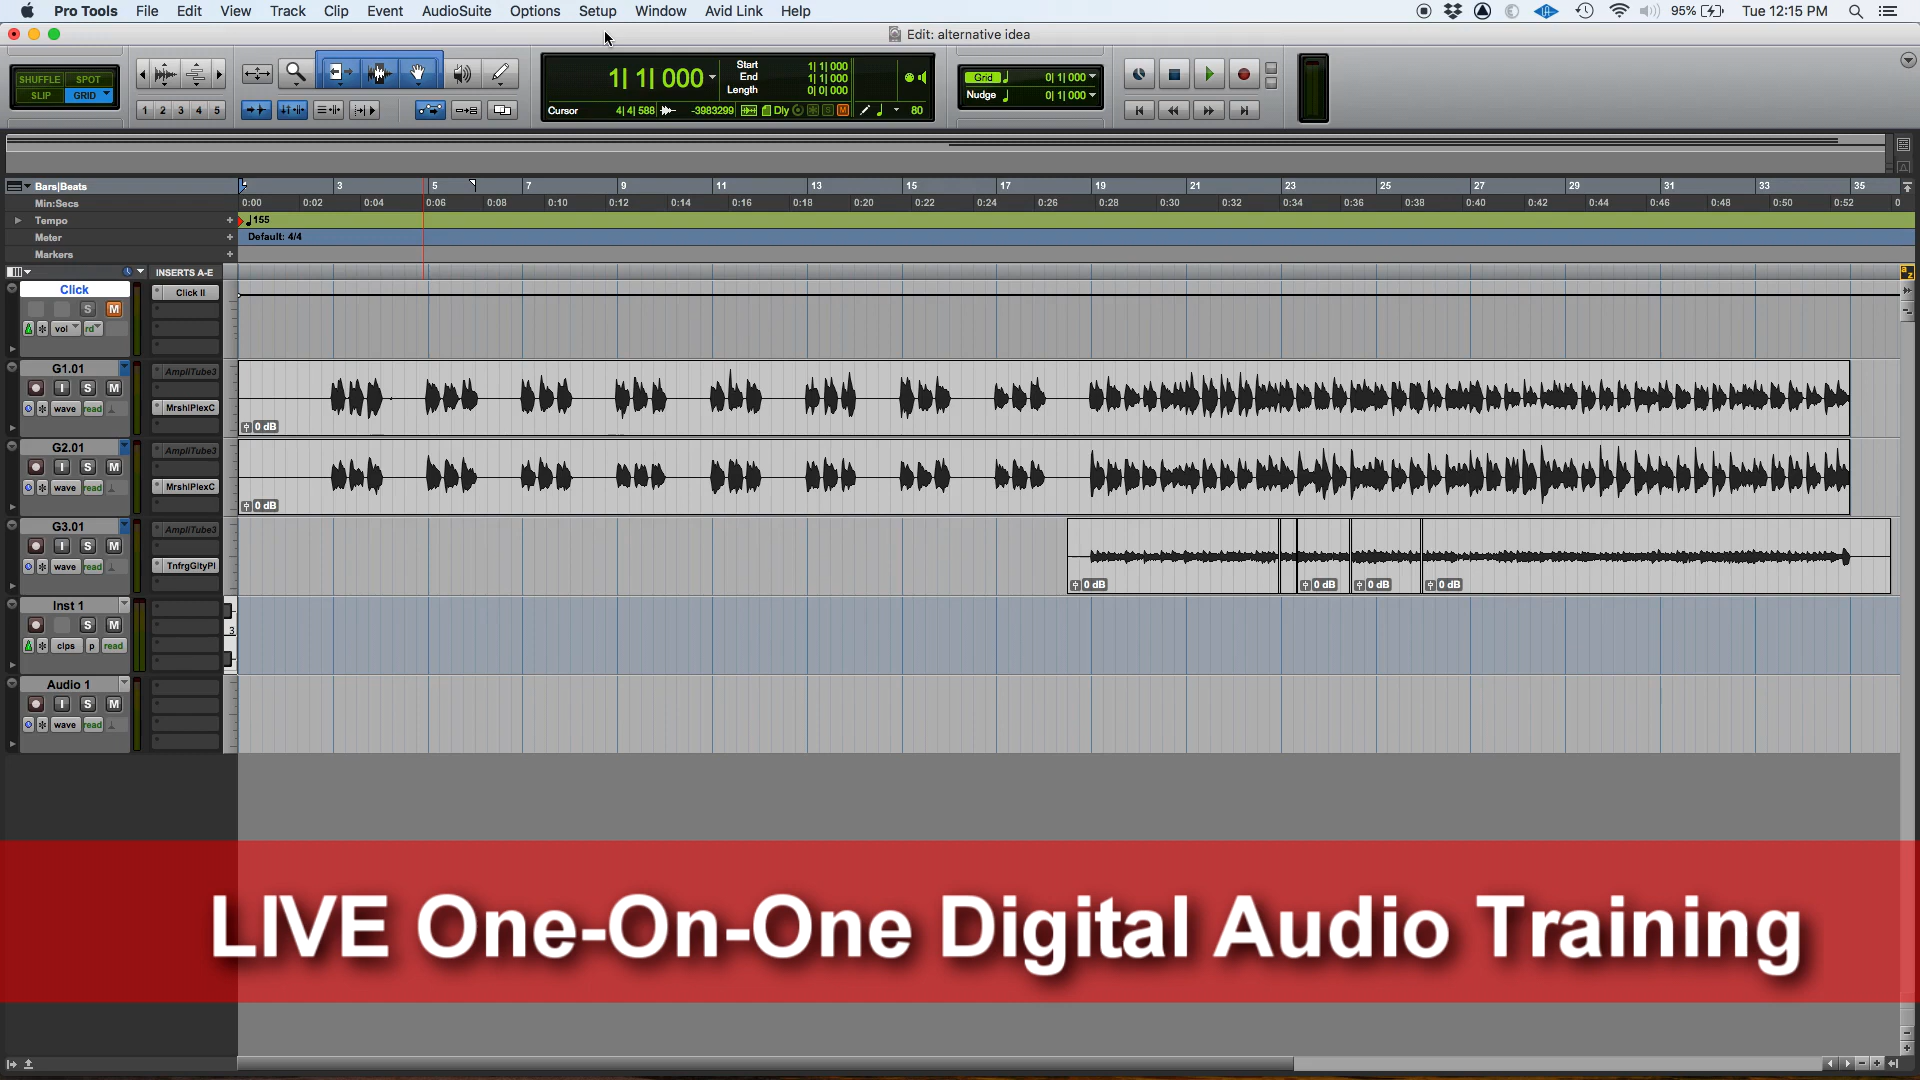 Pro Tools File Edit View Track Clip Event AudioSuite Options Setup Window Avid Link Help 95% Tue 12:15 PM
Edit: alternative idea
SHUFFLE SPOT
SLIP GRID
1 2 3 4 5
1| 1| 000
Start 1| 1| 000
End 1| 1| 000
Length 0| 0| 000
Cursor 4| 4| 588 -3983299 Dly S M 80
Grid 0| 1| 000
Nudge 0| 1| 000
Bars|Beats 3 5 7 9 11 13 15 17 19 21 23 25 27 29 31 33 35
Min:Secs 0:00 0:02 0:04 0:06 0:08 0:10 0:12 0:14 0:16 0:18 0:20 0:22 0:24 0:26 0:28 0:30 0:32 0:34 0:36 0:38 0:40 0:42 0:44 0:46 0:48 0:50 0:52 0
Tempo + 155
Meter + Default: 4/4
Markers +
INSERTS A-E a z
Click Click II
S M
vol rd
G1.01 AmpliTube3
I S M
wave read MrshlPlexC
0 dB
G2.01 AmpliTube3
I S M
wave read MrshlPlexC
0 dB
G3.01 AmpliTube3
I S M
wave read TnfrgGltyPl
0 dB 0 dB 0 dB 0 dB
Inst 1
S M 3
clps p read
Audio 1
I S M
wave read
LIVE One-On-One Digital Audio Training